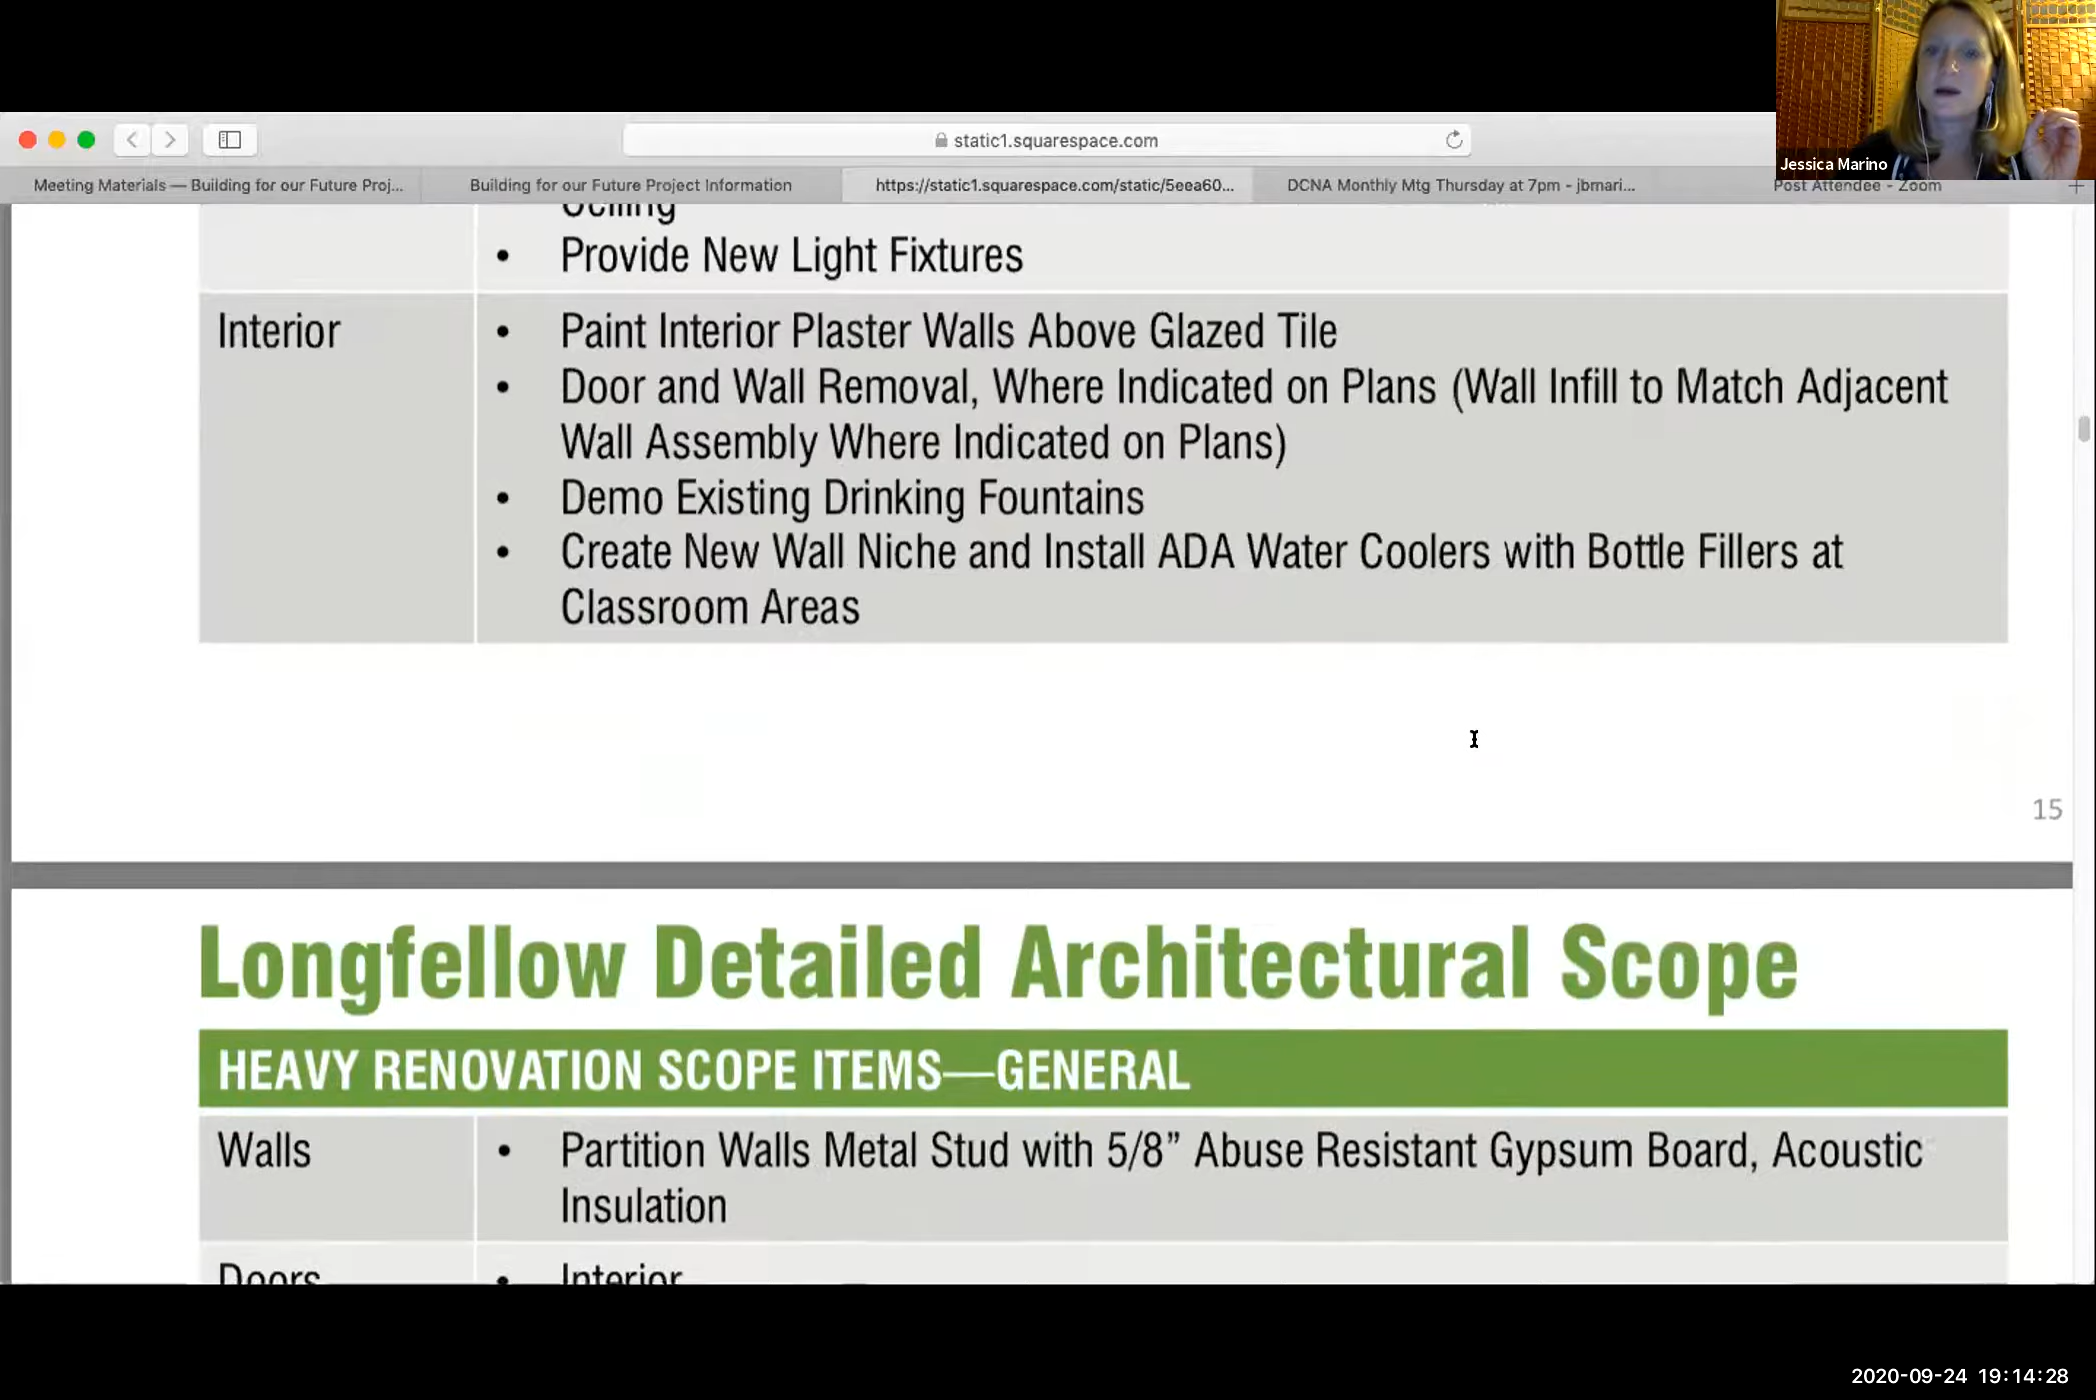 Jessica Marino
static1.squarespace.com
Meeting Materials — Building for our Future Proj...
Building for our Future Project Information
https://static1.squarespace.com/static/5eea60...
DCNA Monthly Mtg Thursday at 7pm - jbmari...
Post Attendee - Zoom
Ceiling
• Provide New Light Fixtures
Interior
• Paint Interior Plaster Walls Above Glazed Tile
• Door and Wall Removal, Where Indicated on Plans (Wall Infill to Match Adjacent
Wall Assembly Where Indicated on Plans)
• Demo Existing Drinking Fountains
• Create New Wall Niche and Install ADA Water Coolers with Bottle Fillers at
Classroom Areas
15
Longfellow Detailed Architectural Scope
HEAVY RENOVATION SCOPE ITEMS—GENERAL
Walls
• Partition Walls Metal Stud with 5/8” Abuse Resistant Gypsum Board, Acoustic
Insulation
Doors
• Interior
2020-09-24 19:14:28